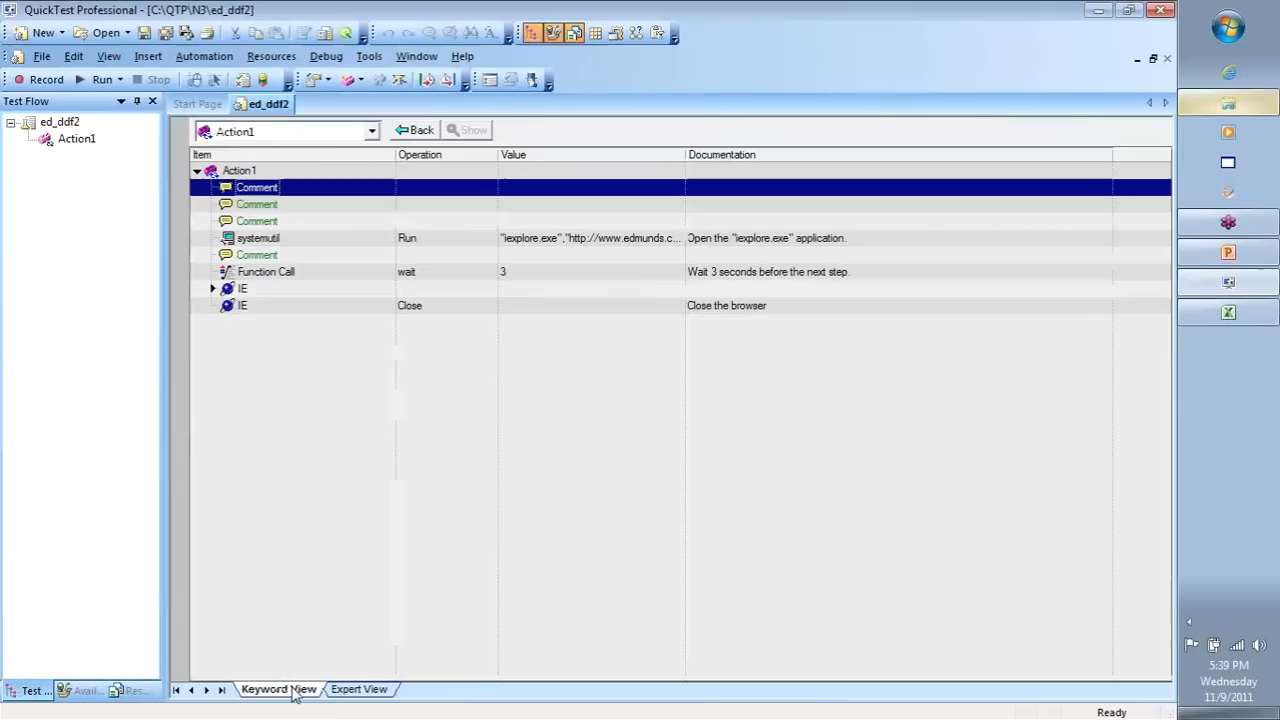 QuickTest Professional - [C:\QTP\N3\ed_ddf2]
New Open
File Edit View Insert Automation Resources Debug Tools Window Help
Record Run Stop
Test Flow
Start Page ed_ddf2
ed_ddf2
Action1
Action1 Back Show
Item Operation Value Documentation
Action1
Comment
Comment
Comment
systemutil Run "iexplore.exe","http://www.edmunds.c... Open the "iexplore.exe" application.
Comment
Function Call wait 3 Wait 3 seconds before the next step.
IE
IE Close Close the browser
Test ... Avai... Res...
Keyword View Expert View
Ready
5:39 PM
Wednesday
11/9/2011